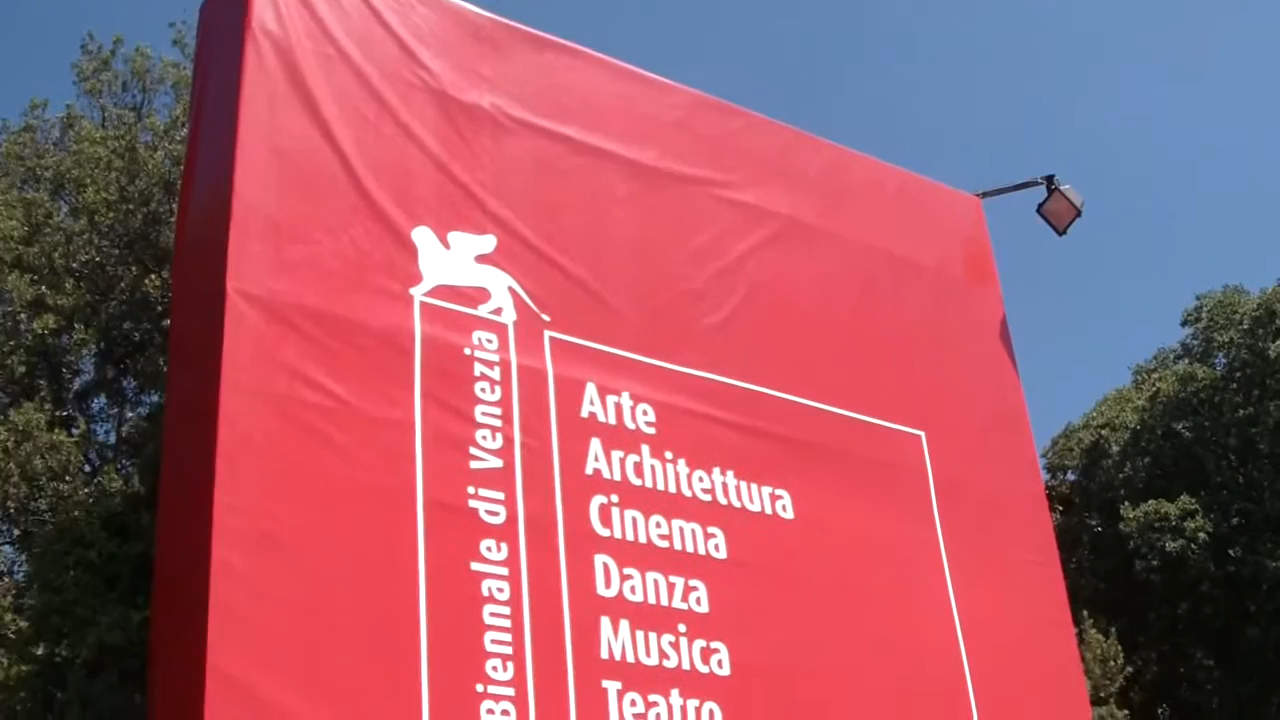 Biennale di Venezia
Arte
Architettura
Cinema
Danza
Musica
Teatro